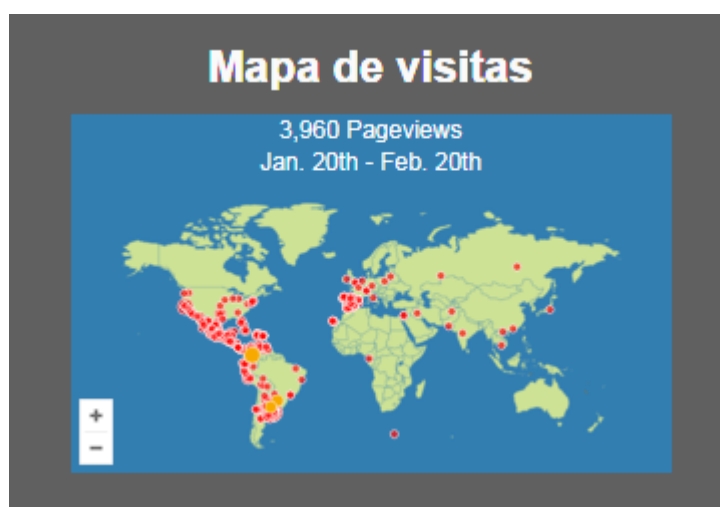 Mapa de visitas
3,960 Pageviews
Jan. 20th - Feb. 20th
+
−